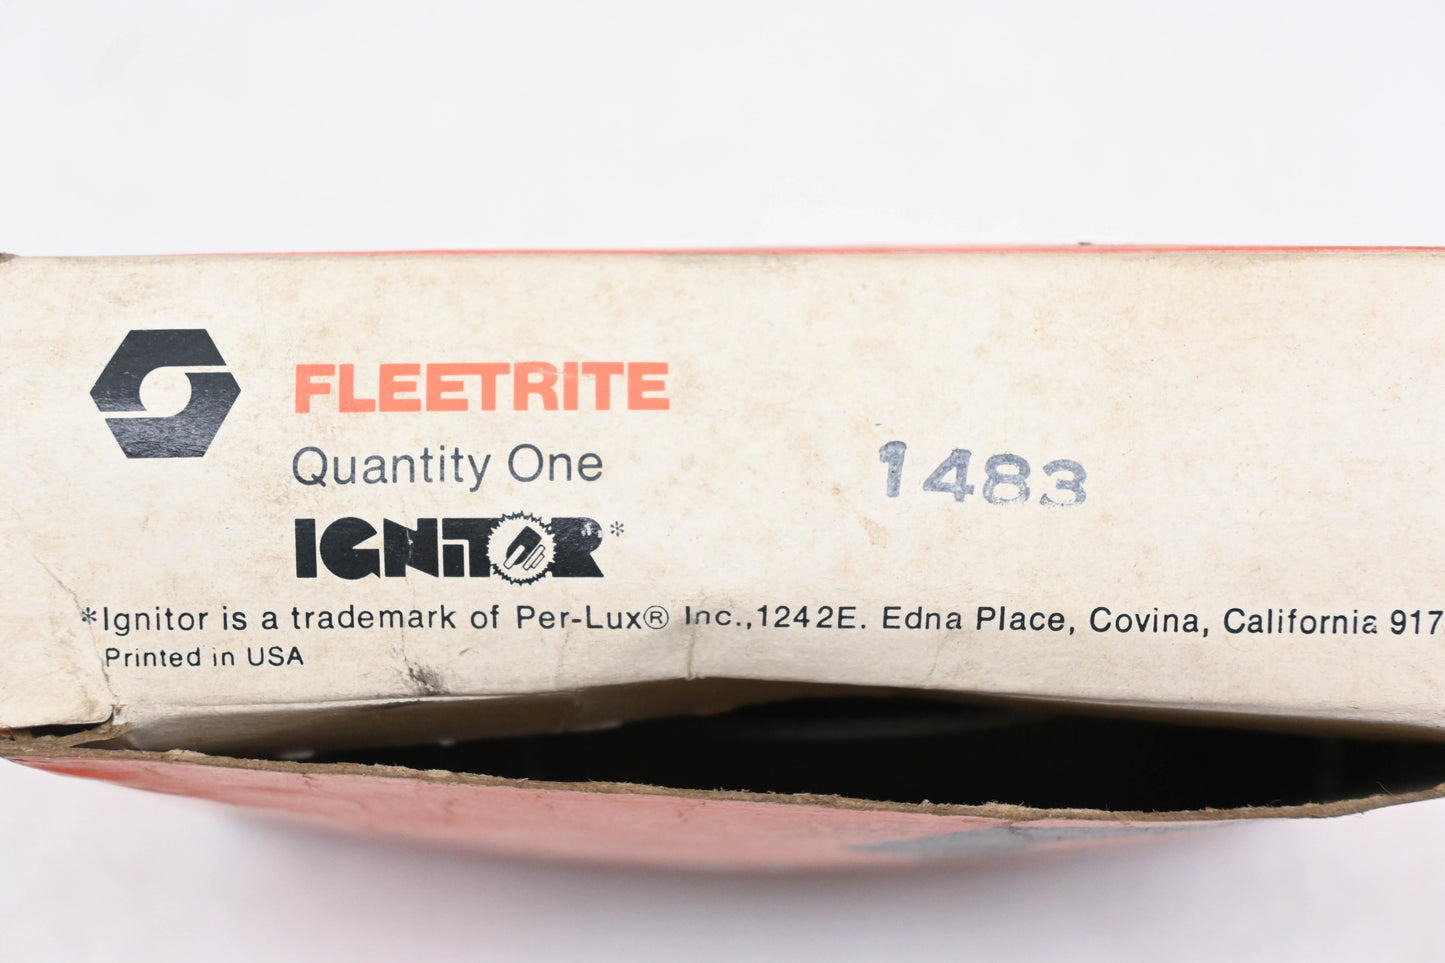 FLEETRITE
Quantity One
1483
IGNITOR*
*Ignitor is a trademark of Per-Lux® Inc.,1242E. Edna Place, Covina, California 917
Printed in USA